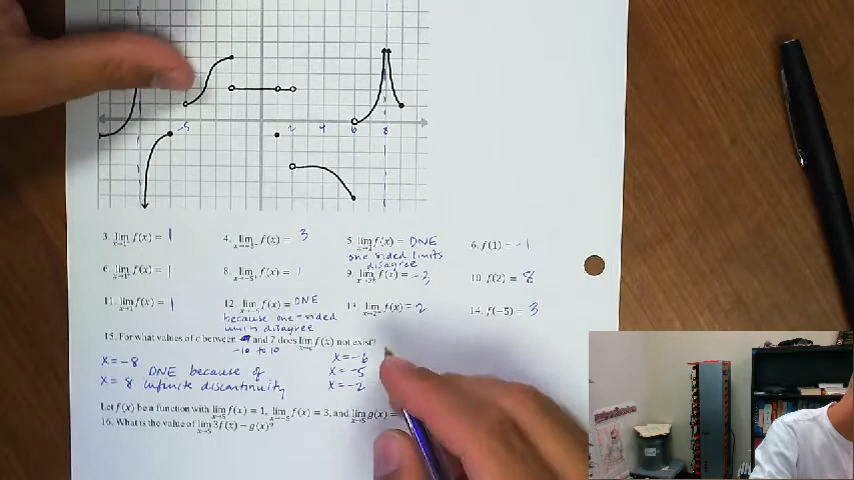 -5 2 4 6 8
3. lim f(x) = 1 4. lim f(x) = 3 5. lim f(x) = DNE 6. f(1) = -1
one sided limits
disagree
6. lim f(x) = 1 8. lim f(x) = 1 9. lim f(x) = -3 10. f(2) = 8
11. lim f(x) = 1 12. lim f(x) = DNE lim f(x) = 2 14. f(-5) = 3
because one-sided
limits disagree
15. For what values of c between and 7 does lim f(x) not exist?
-10 to 10
x = -8 x = -6
DNE because of x = -5
x = 8 infinite discontinuity x = -2
Let f(x) be a function with lim f(x) = 1, lim f(x) = 3, and lim g(x) =
16. What is the value of lim 3f(x) - g(x)?